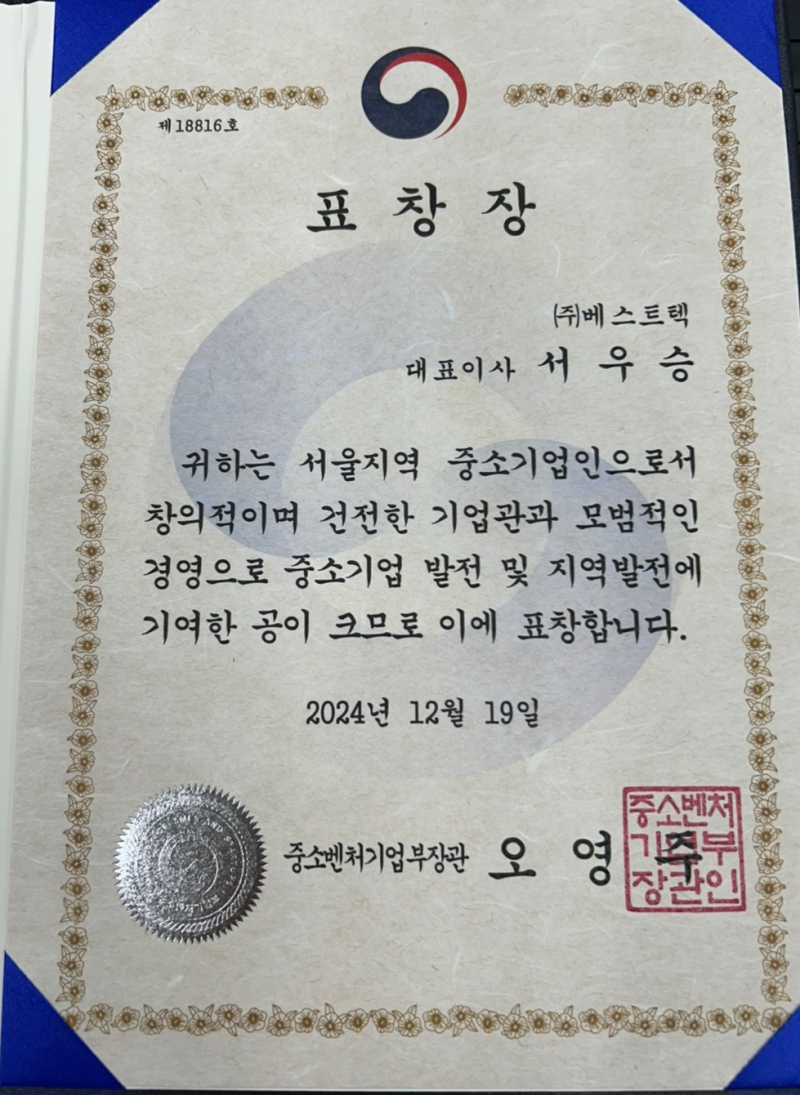 제 18816 호
표 창 장
㈜베스트텍
대표이사 서 우 승
귀하는 서울지역 중소기업인으로서
창의적이며 건전한 기업관과 모범적인
경영으로 중소기업 발전 및 지역발전에
기여한 공이 크므로 이에 표창합니다.
2024년 12월 19일
중소벤처기업부장관 오 영 주
중소벤처
기업부
장관인